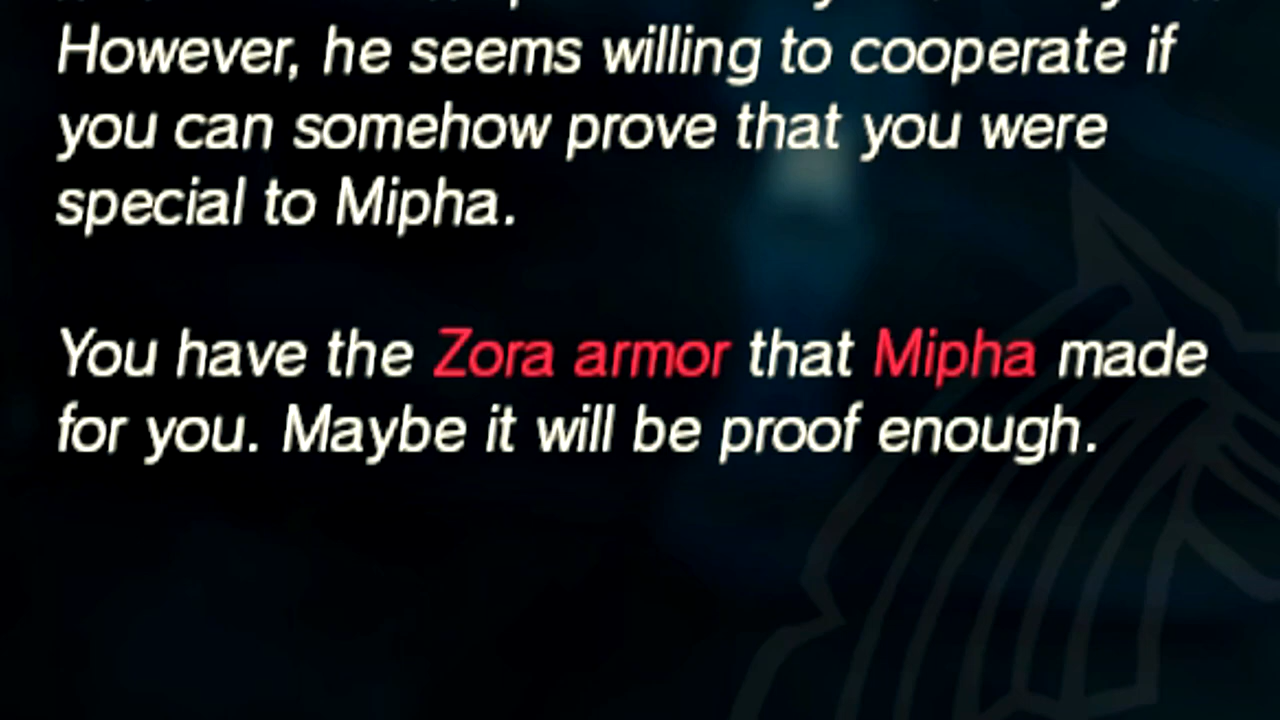 However, he seems willing to cooperate if
you can somehow prove that you were
special to Mipha.
You have the Zora armor that Mipha made
for you. Maybe it will be proof enough.